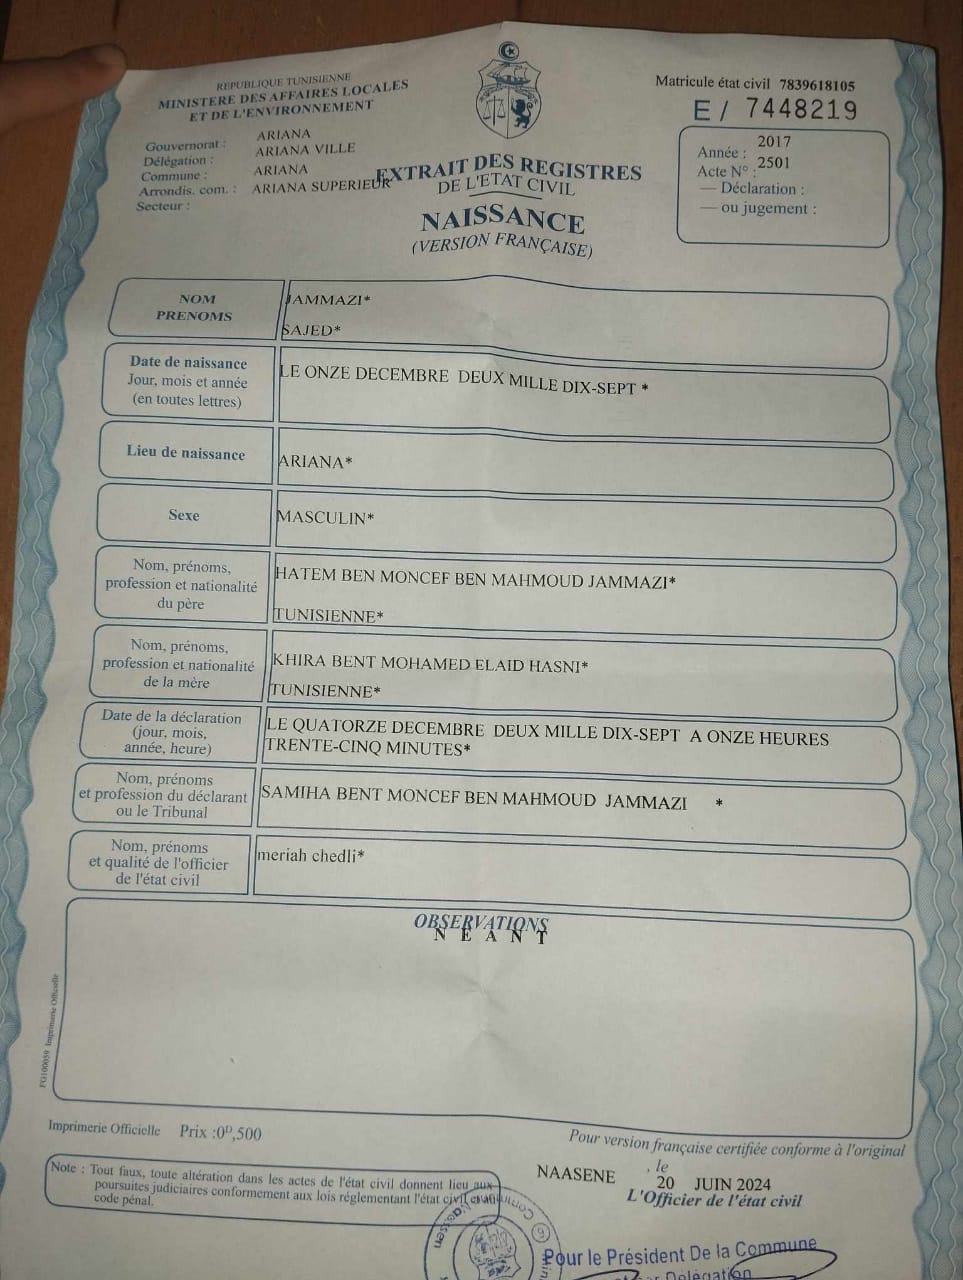 REPUBLIQUE TUNISIENNE
MINISTERE DES AFFAIRES LOCALES
ET DE L'ENVIRONNEMENT
Gouvernorat : ARIANA
Délégation : ARIANA VILLE
Commune : ARIANA
Arrondis. com. : ARIANA SUPERIEUR
Secteur :
EXTRAIT DES REGISTRES
DE L'ETAT CIVIL
NAISSANCE
(VERSION FRANÇAISE)
Matricule état civil 7839618105
E / 7448219
Année : 2017
Acte N° : 2501
— Déclaration :
— ou jugement :
NOM
PRENOMS
JAMMAZI*
SAJED*
Date de naissance
Jour, mois et année
(en toutes lettres)
LE ONZE DECEMBRE DEUX MILLE DIX-SEPT *
Lieu de naissance
ARIANA*
Sexe
MASCULIN*
Nom, prénoms,
profession et nationalité
du père
HATEM BEN MONCEF BEN MAHMOUD JAMMAZI*
TUNISIENNE*
Nom, prénoms,
profession et nationalité
de la mère
KHIRA BENT MOHAMED ELAID HASNI*
TUNISIENNE*
Date de la déclaration
(jour, mois,
année, heure)
LE QUATORZE DECEMBRE DEUX MILLE DIX-SEPT A ONZE HEURES
TRENTE-CINQ MINUTES*
Nom, prénoms
et profession du déclarant
ou le Tribunal
SAMIHA BENT MONCEF BEN MAHMOUD JAMMAZI *
Nom, prénoms
et qualité de l'officier
de l'état civil
meriah chedli*
OBSERVATIONS
N E A N T
FG100059 Imprimerie Officielle
Imprimerie Officielle Prix :0ᴰ,500
Pour version française certifiée conforme à l'original
NAASENE , le
20 JUIN 2024
L'Officier de l'état civil
Note : Tout faux, toute altération dans les actes de l'état civil donnent lieu aux
poursuites judiciaires conformement aux lois réglementant l'état civil et au
code pénal.
Pour le Président De la Commune
Délégation